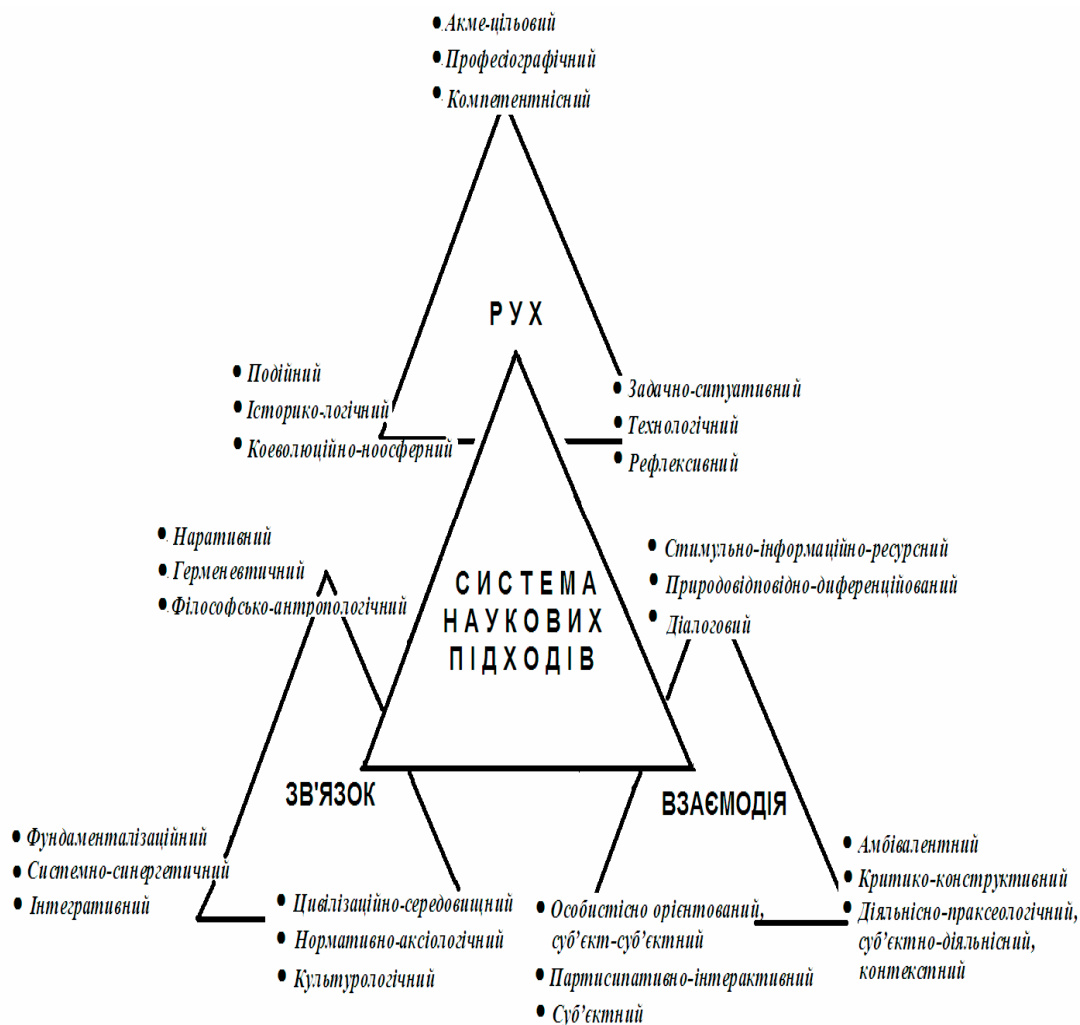 • Акме-цільовий
• Професіографічний
• Компетентнісний
РУХ
• Подійний
• Історико-логічний
• Коеволюційно-ноосферний
• Задачно-ситуативний
• Технологічний
• Рефлексивний
• Наративний
• Герменевтичний
• Філософсько-антропологічний
СИСТЕМА
НАУКОВИХ
ПІДХОДІВ
• Стимульно-інформаційно-ресурсний
• Природовідповідно-диференційований
• Діалоговий
ЗВ'ЯЗОК
ВЗАЄМОДІЯ
• Фундаменталізаційний
• Системно-синергетичний
• Інтегративний
• Цивілізаційно-середовищний
• Нормативно-аксіологічний
• Культурологічний
• Особистісно орієнтований,
суб’єкт-суб’єктний
• Партисипативно-інтерактивний
• Суб’єктний
• Амбівалентний
• Критико-конструктивний
• Діяльнісно-праксеологічний,
суб’єктно-діяльнісний,
контекстний